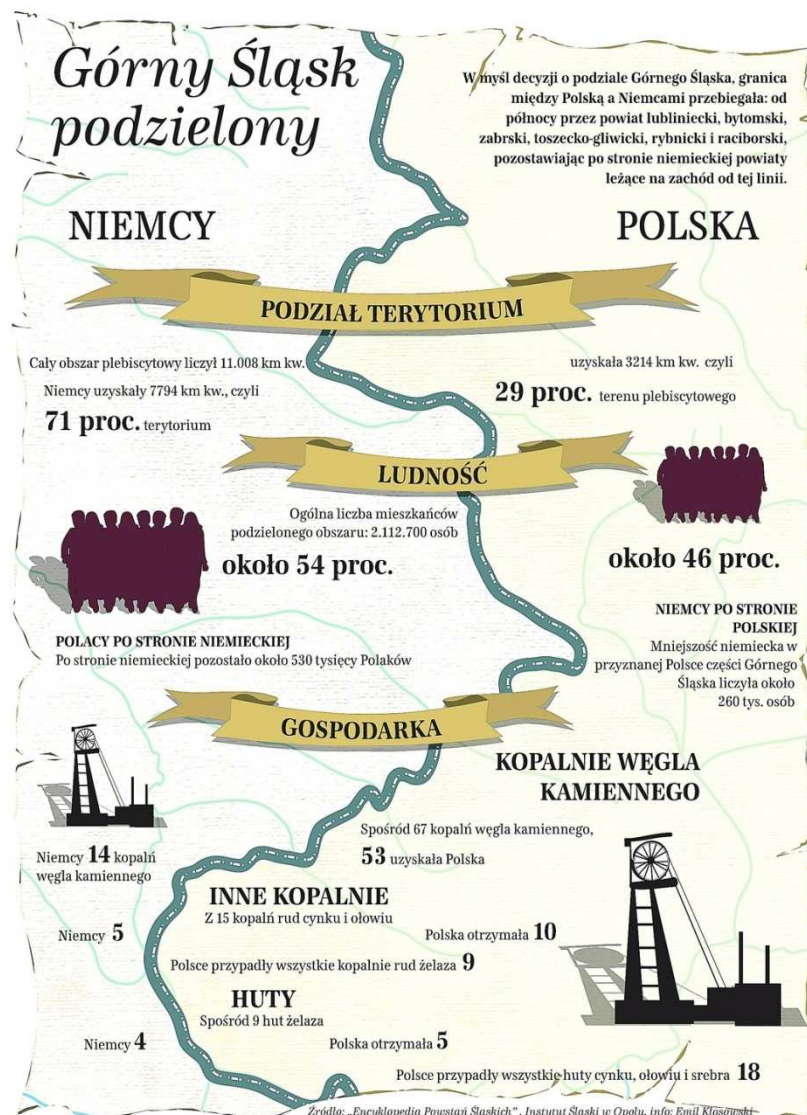 Górny Śląsk
podzielony
W myśl decyzji o podziale Górnego Śląska, granica
między Polską a Niemcami przebiegała: od
północy przez powiat lubliniecki, bytomski,
zabrski, toszecko-gliwicki, rybnicki i raciborski,
pozostawiając po stronie niemieckiej powiaty
leżące na zachód od tej linii.
NIEMCY
POLSKA
PODZIAŁ TERYTORIUM
Cały obszar plebiscytowy liczył 11.008 km kw.
Niemcy uzyskały 7794 km kw., czyli
71 proc. terytorium
uzyskała 3214 km kw. czyli
29 proc. terenu plebiscytowego
LUDNOŚĆ
Ogólna liczba mieszkańców
podzielonego obszaru: 2.112.700 osób
około 54 proc.
około 46 proc.
POLACY PO STRONIE NIEMIECKIEJ
Po stronie niemieckiej pozostało około 530 tysięcy Polaków
NIEMCY PO STRONIE
POLSKIEJ
Mniejszość niemiecka w
przyznanej Polsce części Górnego
Śląska liczyła około
260 tys. osób
GOSPODARKA
KOPALNIE WĘGLA
KAMIENNEGO
Spośród 67 kopalń węgla kamiennego,
53 uzyskała Polska
Niemcy 14 kopalń
węgla kamiennego
INNE KOPALNIE
Z 15 kopalń rud cynku i ołowiu
Niemcy 5
Polska otrzymała 10
Polsce przypadły wszystkie kopalnie rud żelaza 9
HUTY
Spośród 9 hut żelaza
Niemcy 4
Polska otrzymała 5
Polsce przypadły wszystkie huty cynku, ołowiu i srebra 18
Źródło: „Encyklopedia Powstań Śląskich”, Instytut Śląski w Opolu, info: Emil Kłosowski